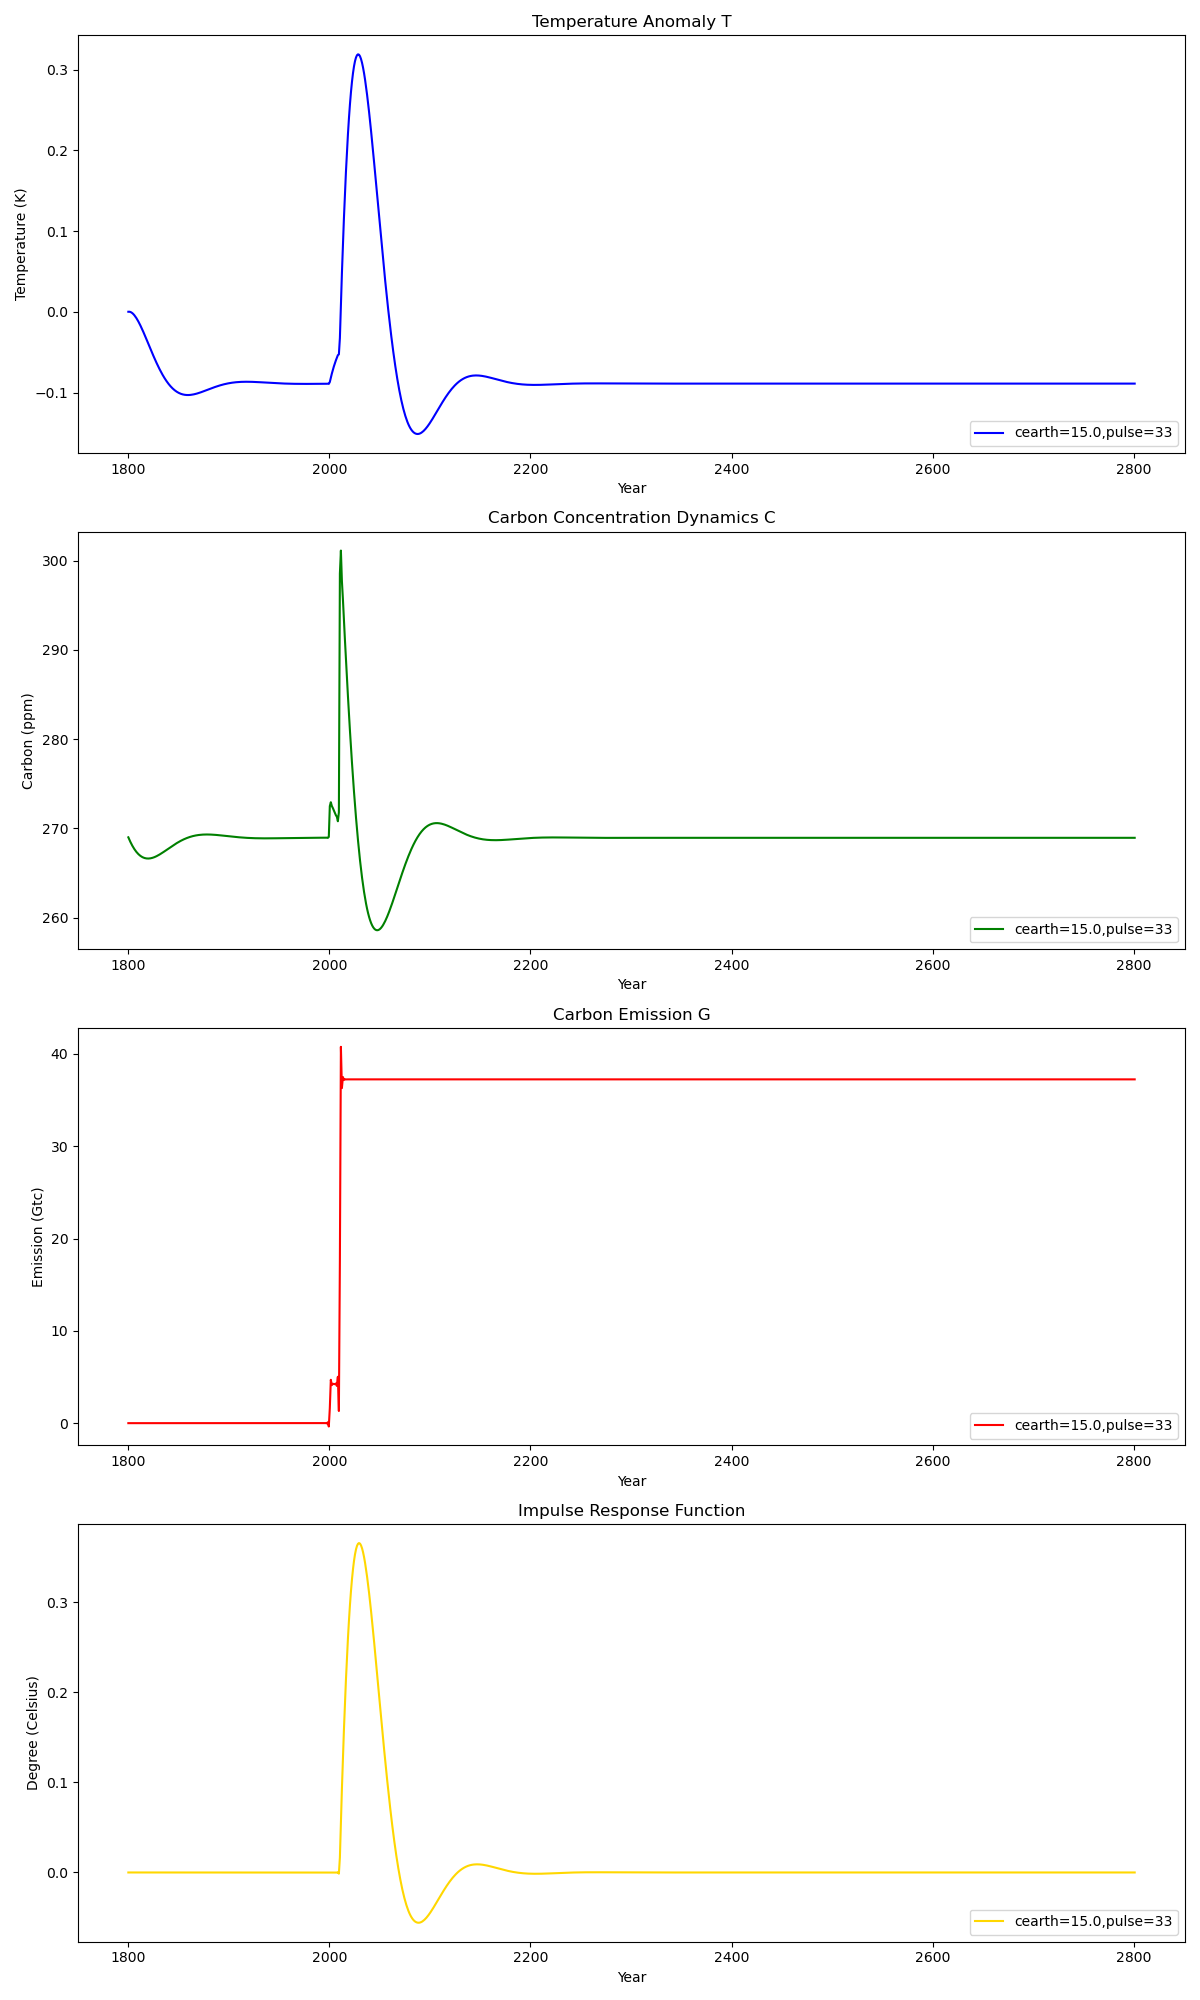 Temperature Anomaly T
Temperature (K)
0.3
0.2
0.1
0.0
−0.1
cearth=15.0,pulse=33
1800 2000 2200 2400 2600 2800
Year
Carbon Concentration Dynamics C
Carbon (ppm)
300
290
280
270
260
cearth=15.0,pulse=33
1800 2000 2200 2400 2600 2800
Year
Carbon Emission G
Emission (Gtc)
40
30
20
10
0
cearth=15.0,pulse=33
1800 2000 2200 2400 2600 2800
Year
Impulse Response Function
Degree (Celsius)
0.3
0.2
0.1
0.0
cearth=15.0,pulse=33
1800 2000 2200 2400 2600 2800
Year